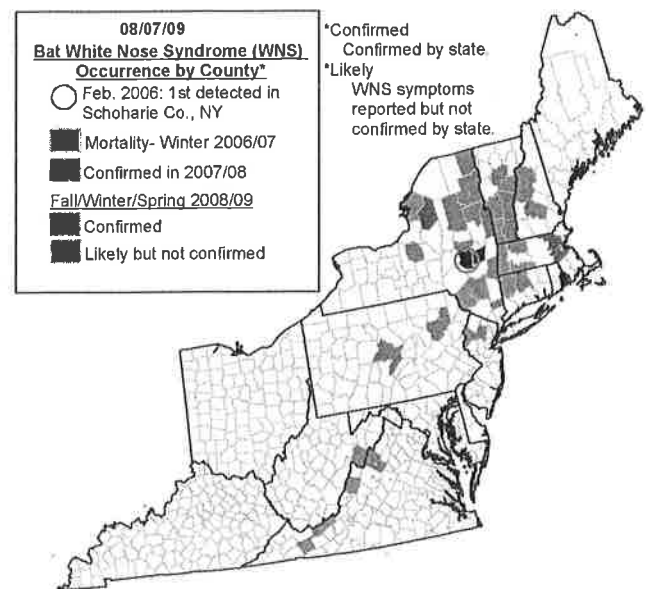 08/07/09
Bat White Nose Syndrome (WNS)
Occurrence by County*
Feb. 2006: 1st detected in
Schoharie Co., NY
Mortality- Winter 2006/07
Confirmed in 2007/08
Fall/Winter/Spring 2008/09
Confirmed
Likely but not confirmed
*Confirmed
Confirmed by state
*Likely
WNS symptoms
reported but not
confirmed by state.